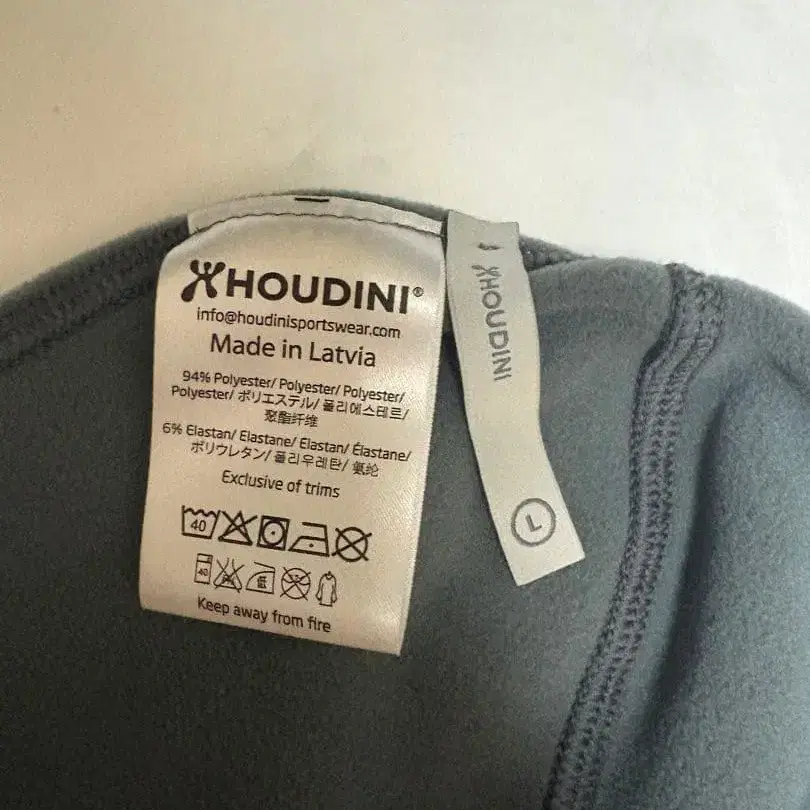 HOUDINI®
info@houdinisportswear.com
Made in Latvia
94% Polyester/ Polyester/ Polyester/
Polyester/ ポリエステル/ 폴리에스테르/
聚酯纤维
6% Elastan/ Elastane/ Elastan/ Élastane/
ポリウレタン/ 폴리우레탄/ 氨纶
Exclusive of trims
40
40
Keep away from fire
HOUDINI
L